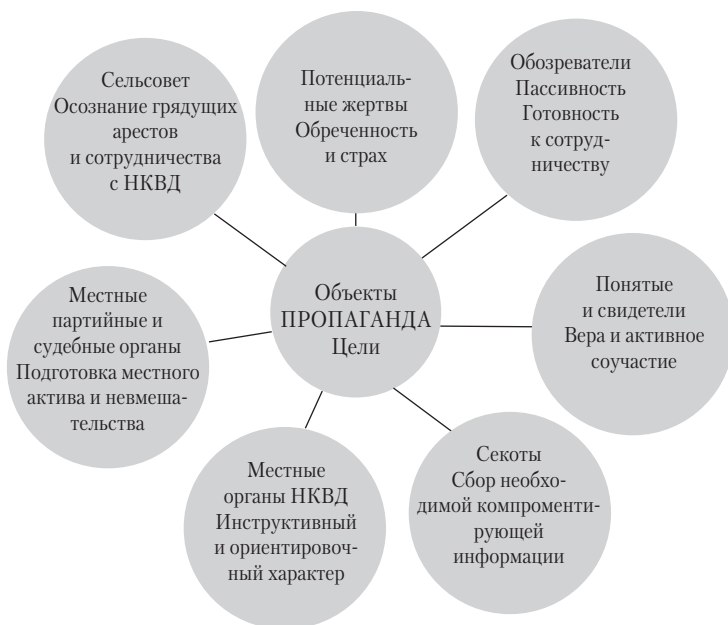 Сельсовет
Осознание грядущих
арестов
и сотрудничества
с НКВД
Потенциаль-
ные жертвы
Обреченность
и страх
Обозреватели
Пассивность
Готовность
к сотруд-
ничеству
Местные
партийные и
судебные органы
Подготовка местного
актива и невмеша-
тельства
Объекты
ПРОПАГАНДА
Цели
Понятые
и свидетели
Вера и активное
соучастие
Местные
органы НКВД
Инструктивный
и ориентировоч-
ный характер
Секоты
Сбор необхо-
димой компроменти-
рующей
информации